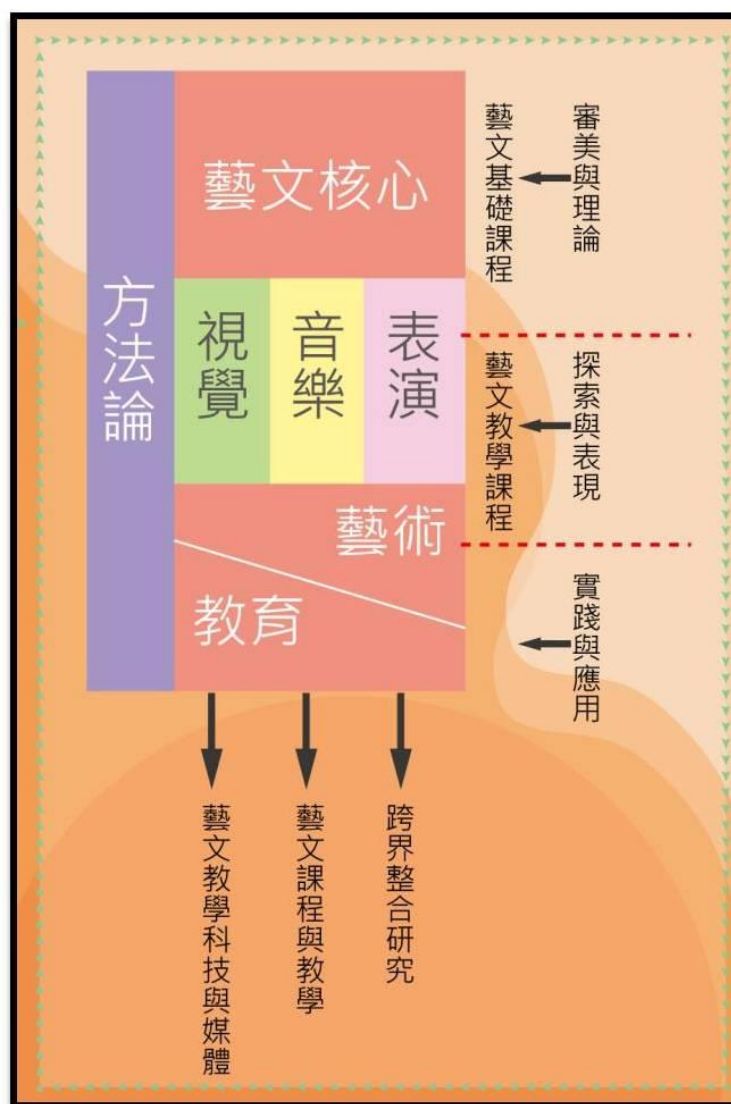 方法論
藝文核心
視覺
音樂
表演
藝術
教育
審美與理論
藝文基礎課程
探索與表現
藝文教學課程
實踐與應用
藝文教學科技與媒體
藝文課程與教學
跨界整合研究